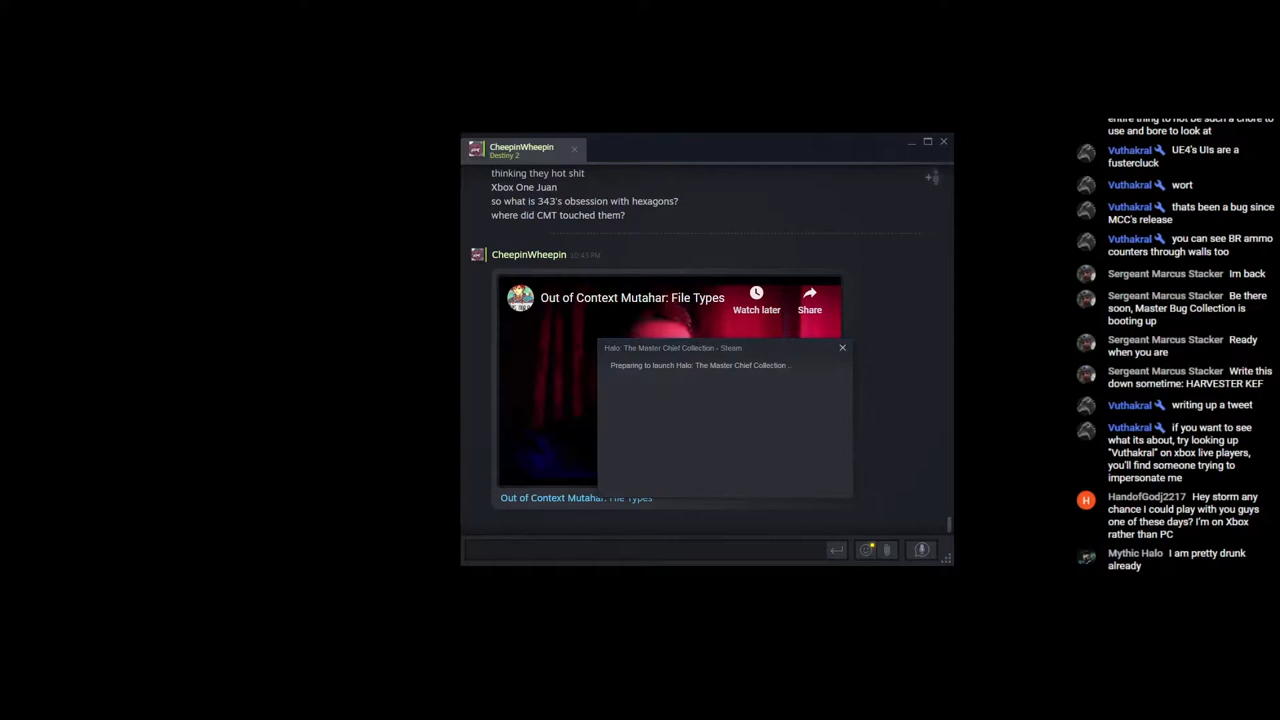 CheepinWheepin
Destiny 2
thinking they hot shit
Xbox One Juan
so what is 343's obsession with hexagons?
where did CMT touched them?
CheepinWheepin 10:43 PM
Out of Context Mutahar: File Types
Watch later
Share
Halo: The Master Chief Collection - Steam
Preparing to launch Halo: The Master Chief Collection ..
Out of Context Mutahar: File Types
entire thing to not be such a chore to
use and bore to look at
Vuthakral UE4's UIs are a
fustercluck
Vuthakral wort
Vuthakral thats been a bug since
MCC's release
Vuthakral you can see BR ammo
counters through walls too
Sergeant Marcus Stacker Im back
Sergeant Marcus Stacker Be there
soon, Master Bug Collection is
booting up
Sergeant Marcus Stacker Ready
when you are
Sergeant Marcus Stacker Write this
down sometime: HARVESTER KEF
Vuthakral writing up a tweet
Vuthakral if you want to see
what its about, try looking up
"Vuthakral" on xbox live players,
you'll find someone trying to
impersonate me
H
HandofGodj2217 Hey storm any
chance I could play with you guys
one of these days? I'm on Xbox
rather than PC
Mythic Halo I am pretty drunk
already